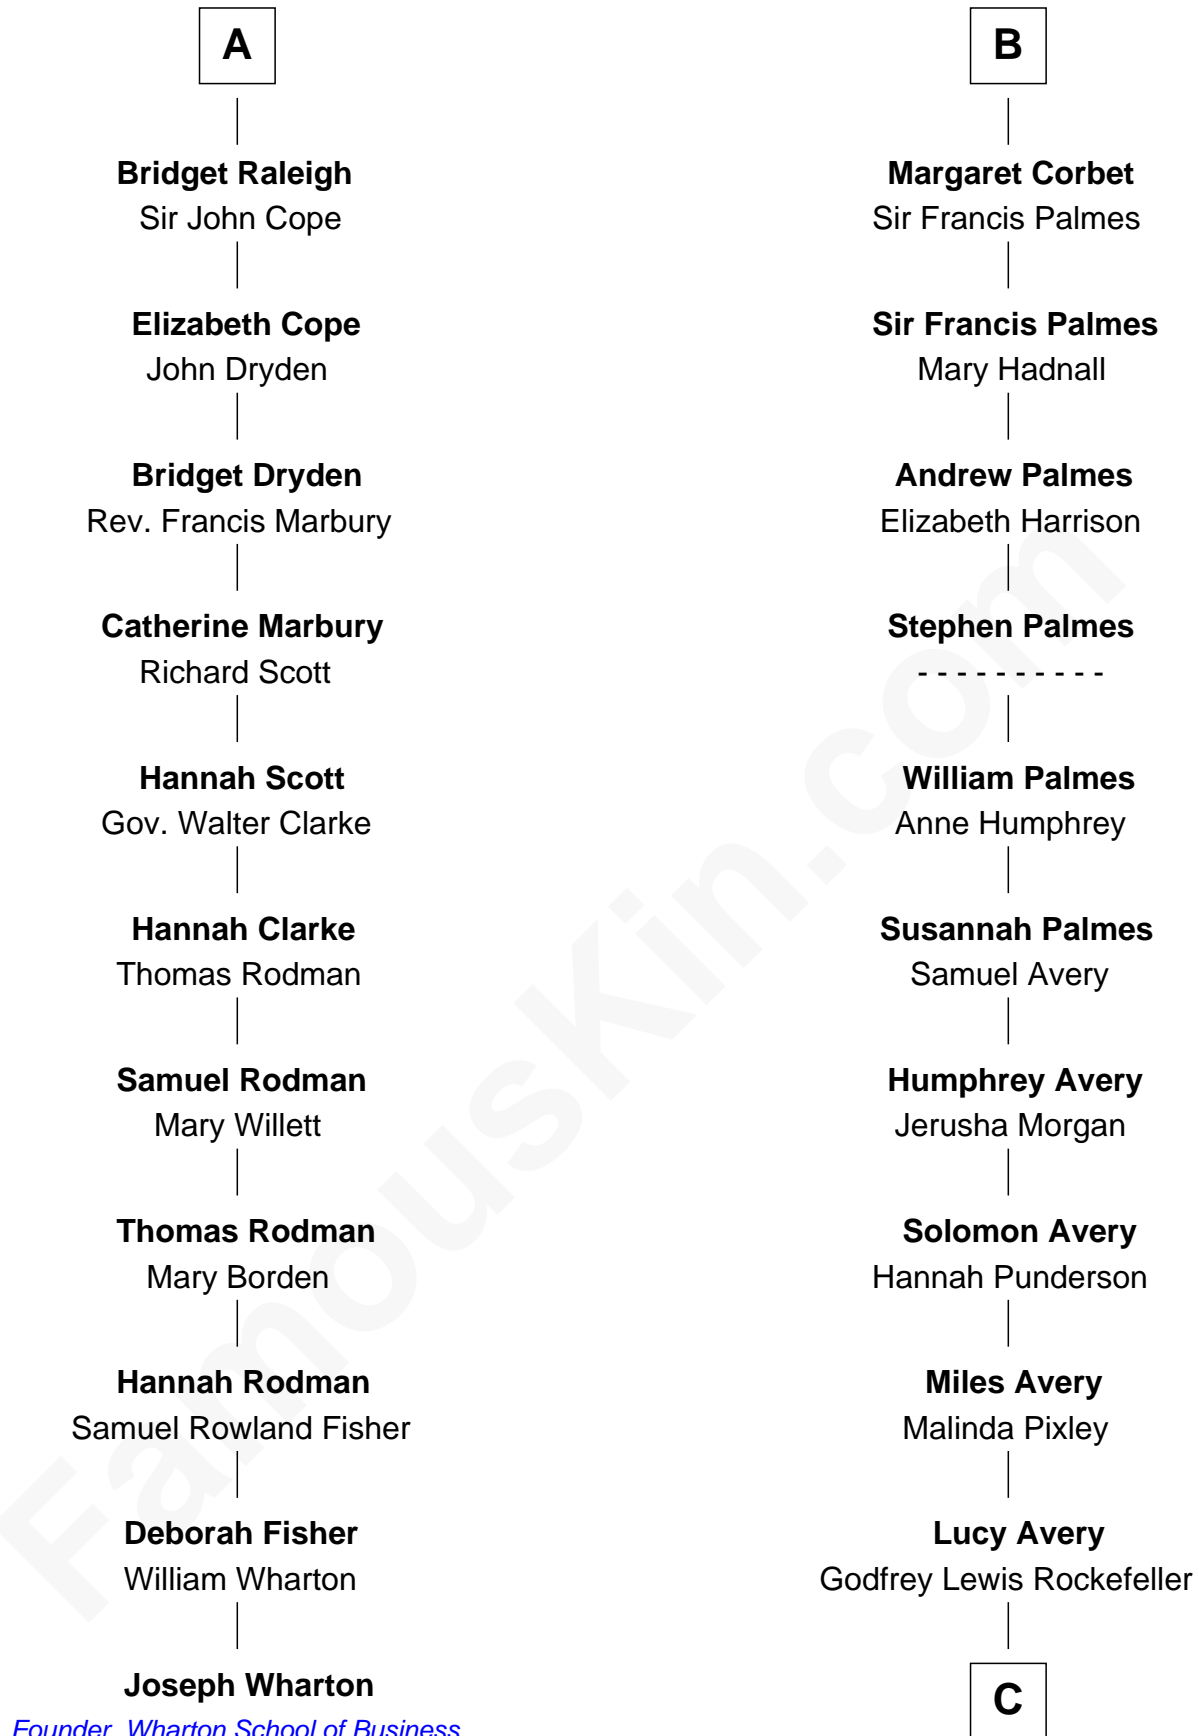 A
Bridget Raleigh
Sir John Cope
Elizabeth Cope
John Dryden
Bridget Dryden
Rev. Francis Marbury
Catherine Marbury
Richard Scott
Hannah Scott
Gov. Walter Clarke
Hannah Clarke
Thomas Rodman
Samuel Rodman
Mary Willett
Thomas Rodman
Mary Borden
Hannah Rodman
Samuel Rowland Fisher
Deborah Fisher
William Wharton
Joseph Wharton
Founder, Wharton School of Business
B
Margaret Corbet
Sir Francis Palmes
Sir Francis Palmes
Mary Hadnall
Andrew Palmes
Elizabeth Harrison
Stephen Palmes
- - - - - - - - - -
William Palmes
Anne Humphrey
Susannah Palmes
Samuel Avery
Humphrey Avery
Jerusha Morgan
Solomon Avery
Hannah Punderson
Miles Avery
Malinda Pixley
Lucy Avery
Godfrey Lewis Rockefeller
C
FamousKin.com